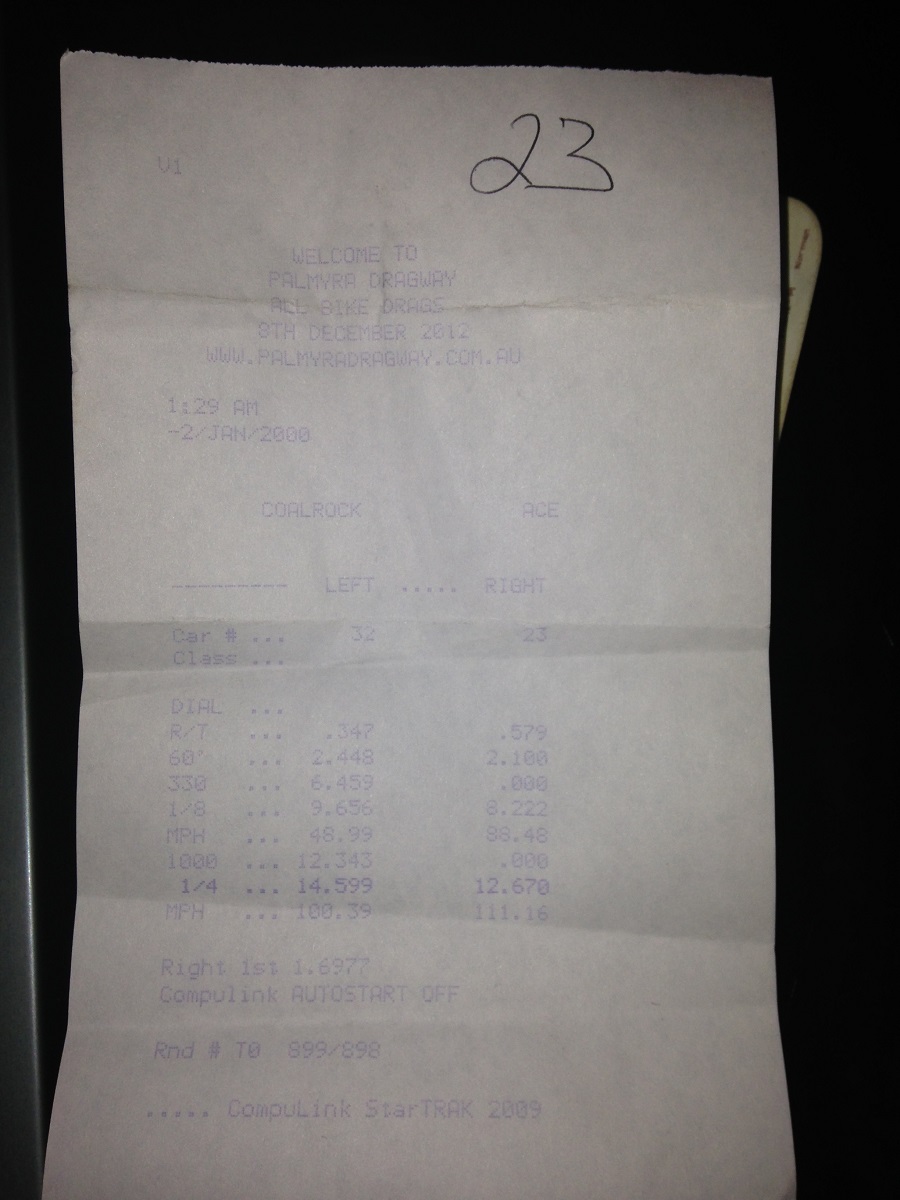 23
V1
WELCOME TO
PALMYRA DRAGWAY
ALL BIKE DRAGS
8TH DECEMBER 2012
WWW.PALMYRADRAGWAY.COM.AU
1:29 AM
-2/JAN/2000
COALROCK ACE
--------- LEFT ..... RIGHT
Car # ... 32 23
Class ...
DIAL ...
R/T ... .347 .579
60' ... 2.448 2.100
330 ... 6.459 .000
1/8 ... 9.656 8.222
MPH ... 48.99 88.48
1000 ... 12.343 .000
1/4 ... 14.599 12.670
MPH ... 100.39 111.16
Right 1st 1.6977
Compulink AUTOSTART OFF
Rnd # T0 899/898
..... CompuLink StarTRAK 2009